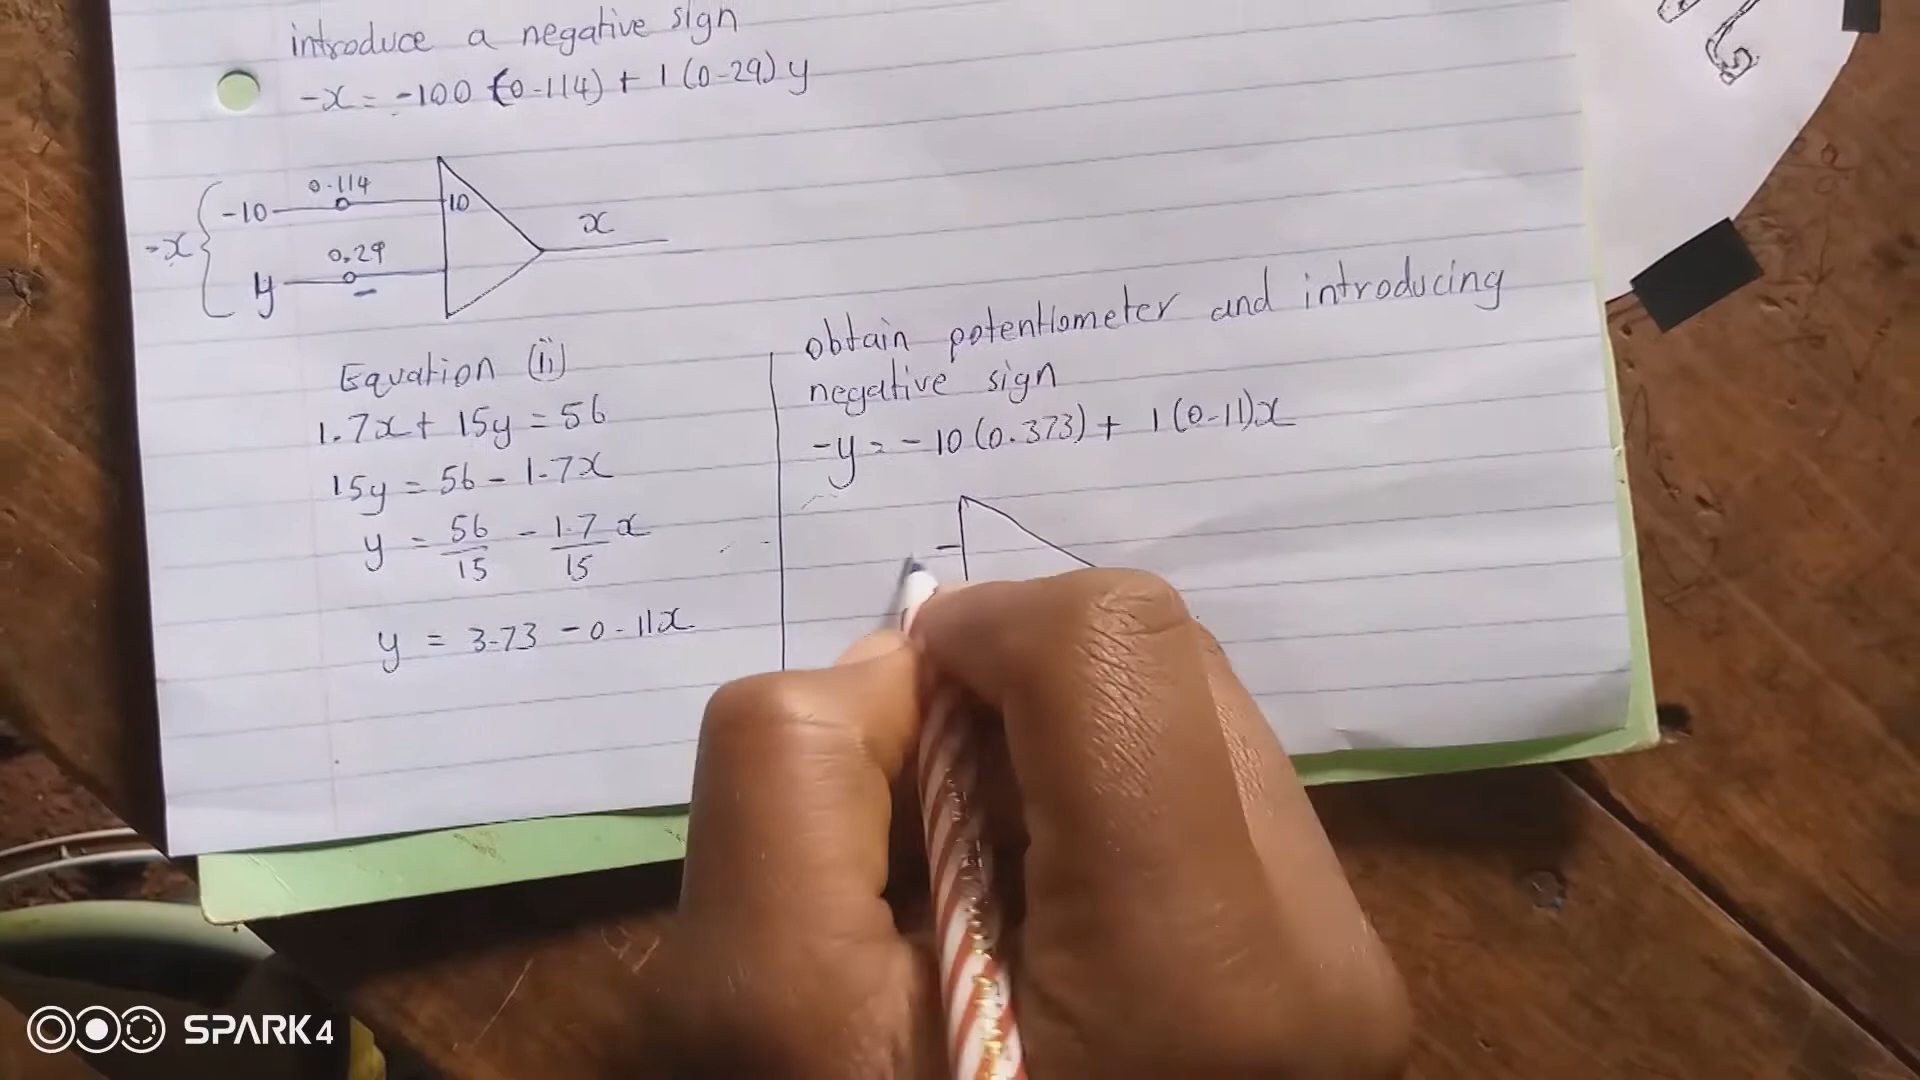 introduce a negative sign
-x = -100 (0-114) + 1 (0-29) y
0.114
-10
10
-x
x
0.29
y
Equation (ii)
1.7x + 15y = 56
15y = 56 - 1.7x
y = 56/15 - 1.7/15 x
y = 3.73 - 0.11x
obtain potentiometer and introducing
negative sign
-y = -10 (0.373) + 1 (0-11)x
SPARK 4